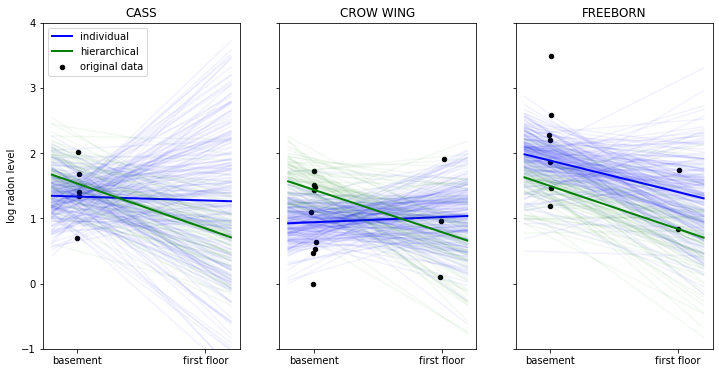 CASS
CROW WING
FREEBORN
4
3
2
1
0
-1
log radon level
individual
hierarchical
original data
basement
first floor
basement
first floor
basement
first floor